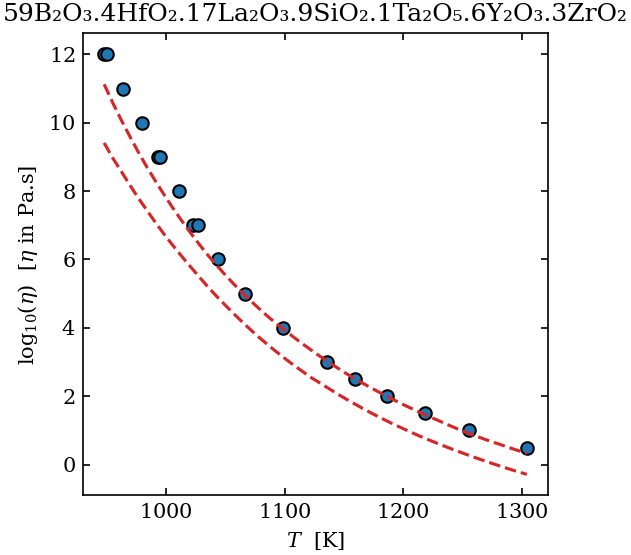 59B₂O₃.4HfO₂.17La₂O₃.9SiO₂.1Ta₂O₅.6Y₂O₃.3ZrO₂
12
10
8
6
4
2
0
log₁₀(η) [η in Pa.s]
1000 1100 1200 1300
T [K]